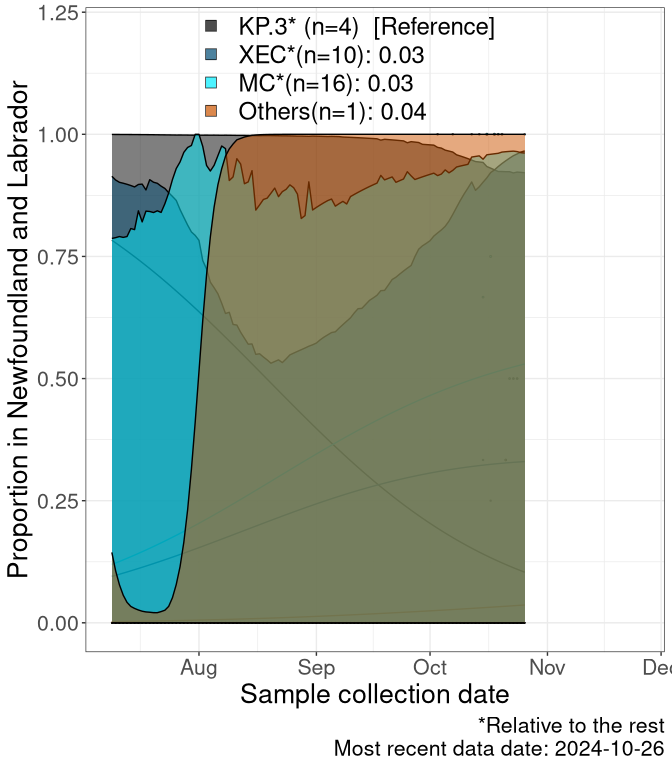 KP.3* (n=4)  [Reference]
XEC*(n=10): 0.03
MC*(n=16): 0.03
Others(n=1): 0.04
1.25
1.00
0.75
0.50
0.25
0.00
Proportion in Newfoundland and Labrador
Aug Sep Oct Nov Dec
Sample collection date
*Relative to the rest
Most recent data date: 2024-10-26